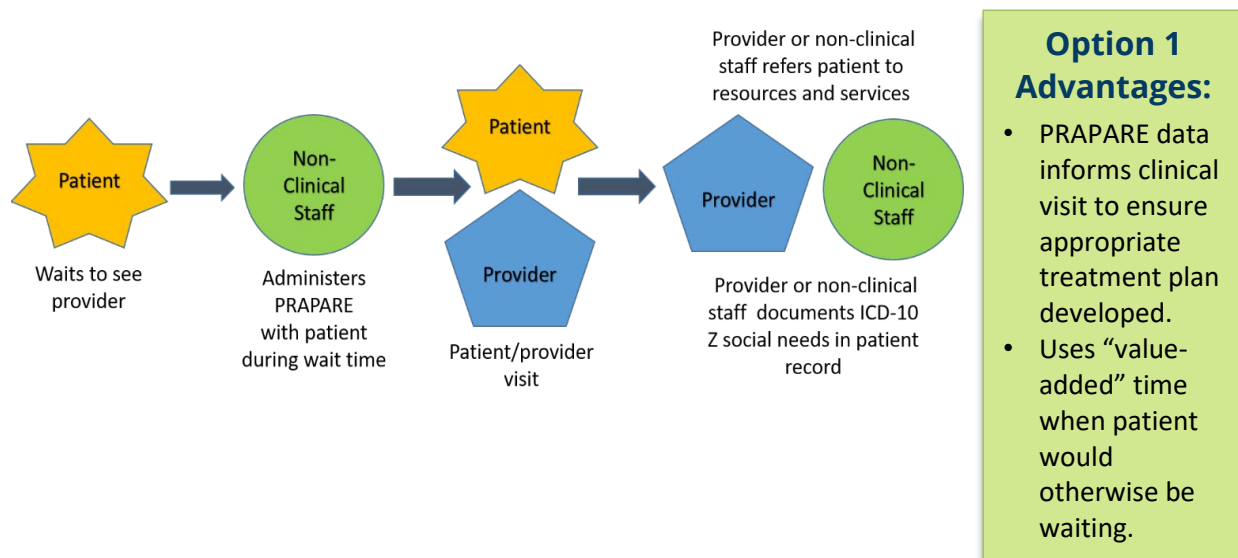 Patient
Waits to see
provider
Non-
Clinical
Staff
Administers
PRAPARE
with patient
during wait time
Patient
Provider
Patient/provider
visit
Provider or non-clinical
staff refers patient to
resources and services
Provider
Non-
Clinical
Staff
Provider or non-clinical
staff  documents ICD-10
Z social needs in patient
record
Option 1
Advantages:
• PRAPARE data
informs clinical
visit to ensure
appropriate
treatment plan
developed.
• Uses “value-
added” time
when patient
would
otherwise be
waiting.